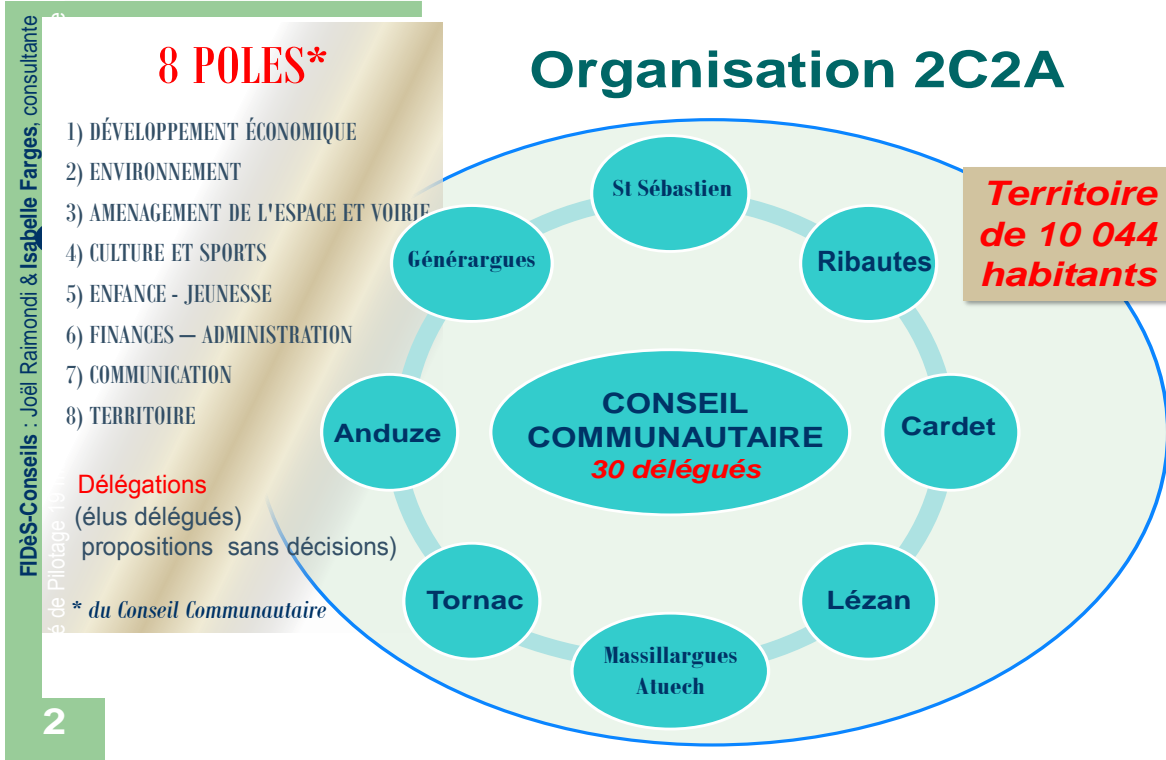 FIDèS-Conseils : Joël Raimondi & Isabelle Farges, consultante
de Pilotage
8 POLES*
1) DÉVELOPPEMENT ÉCONOMIQUE
2) ENVIRONNEMENT
3) AMENAGEMENT DE L'ESPACE ET VOIRIE
4) CULTURE ET SPORTS
5) ENFANCE - JEUNESSE
6) FINANCES – ADMINISTRATION
7) COMMUNICATION
8) TERRITOIRE
Délégations
(élus délégués)
propositions sans décisions)
* du Conseil Communautaire
Organisation 2C2A
Territoire
de 10 044
habitants
St Sébastien
Ribautes
Cardet
Lézan
Massillargues
Atuech
Tornac
Anduze
Générargues
CONSEIL
COMMUNAUTAIRE
30 délégués
2